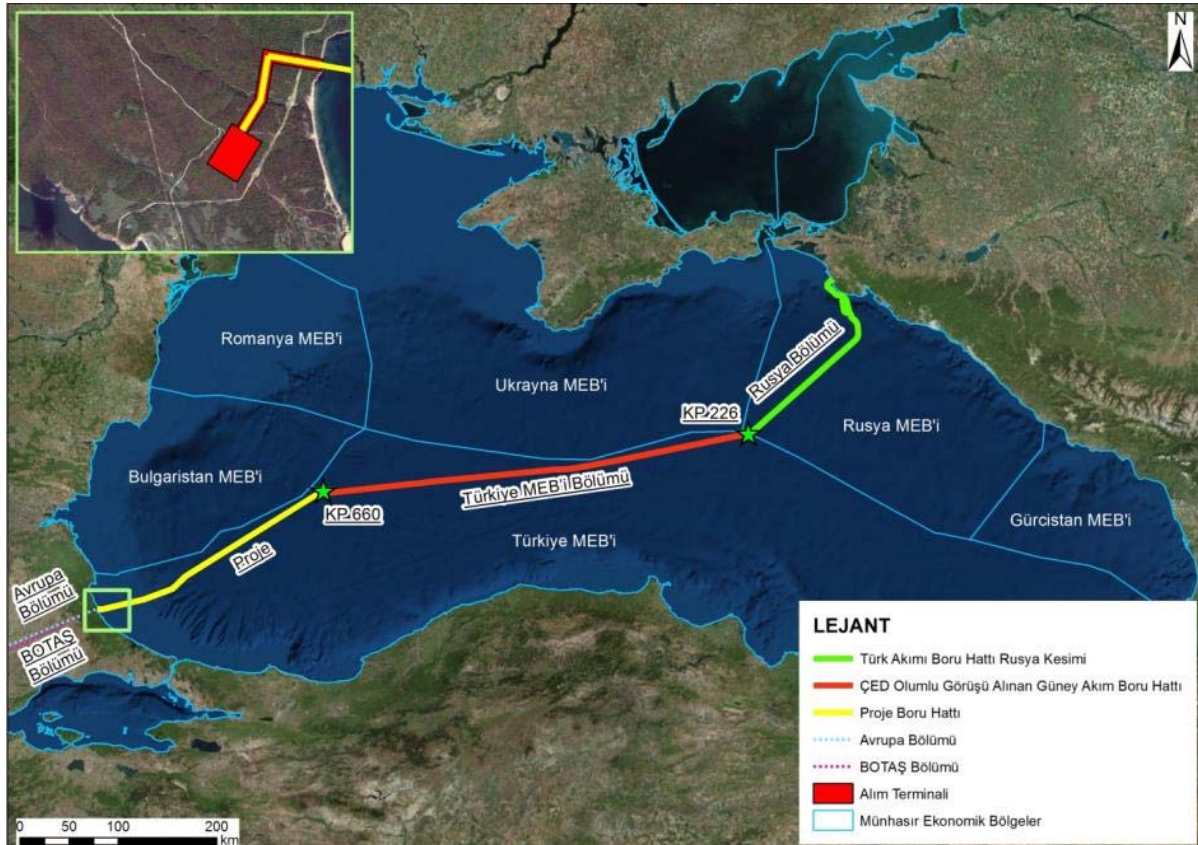 N
Romanya MEB'i
Ukrayna MEB'i
Rusya Bölümü
KP 226
Rusya MEB'i
Bulgaristan MEB'i
Türkiye MEB'i Bölümü
KP 660
Gürcistan MEB'i
Türkiye MEB'i
Proje
Avrupa
Bölümü
BOTAŞ
Bölümü
LEJANT
Türk Akımı Boru Hattı Rusya Kesimi
ÇED Olumlu Görüşü Alınan Güney Akım Boru Hattı
Proje Boru Hattı
Avrupa Bölümü
BOTAŞ Bölümü
Alım Terminali
Münhasır Ekonomik Bölgeler
0 50 100 200
km